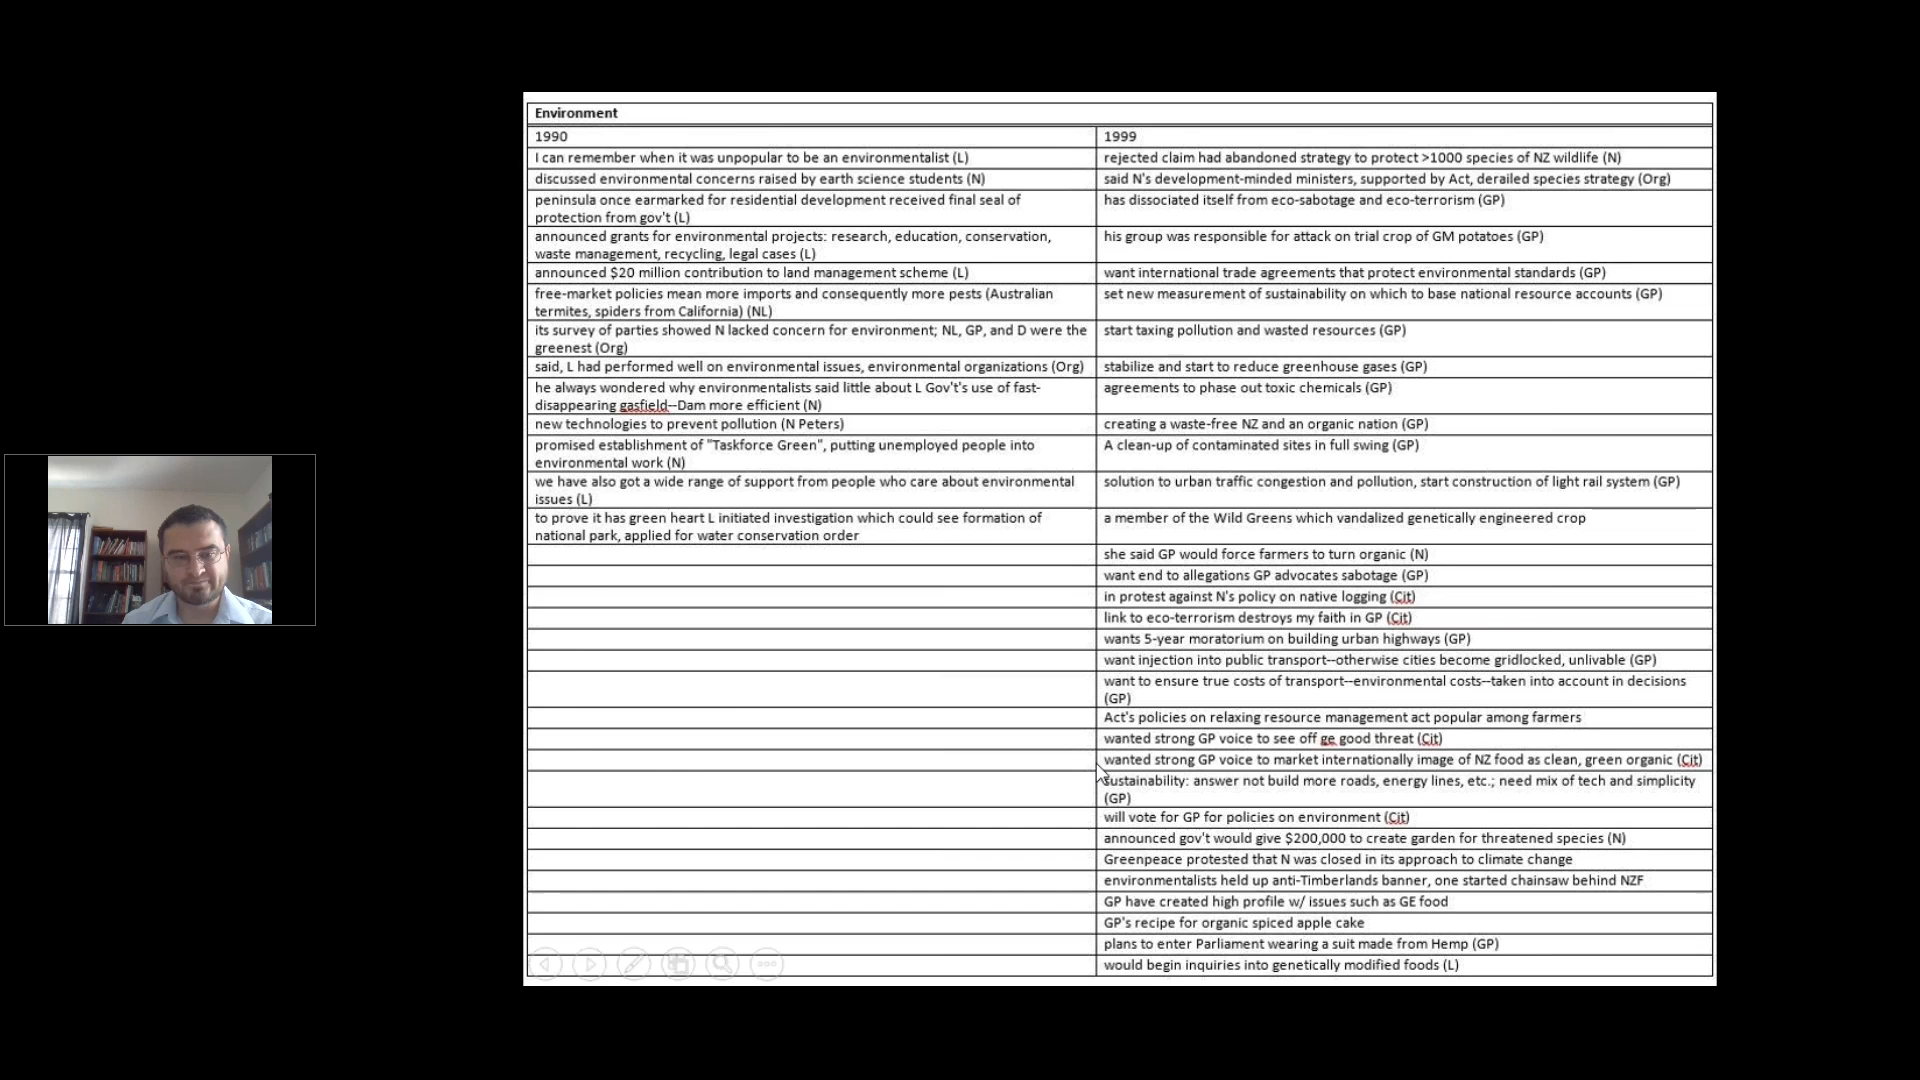 Environment
1990
1999
I can remember when it was unpopular to be an environmentalist (L)
rejected claim had abandoned strategy to protect >1000 species of NZ wildlife (N)
discussed environmental concerns raised by earth science students (N)
said N's development-minded ministers, supported by Act, derailed species strategy (Org)
peninsula once earmarked for residential development received final seal of
protection from gov't (L)
has dissociated itself from eco-sabotage and eco-terrorism (GP)
announced grants for environmental projects: research, education, conservation,
waste management, recycling, legal cases (L)
his group was responsible for attack on trial crop of GM potatoes (GP)
announced $20 million contribution to land management scheme (L)
want international trade agreements that protect environmental standards (GP)
free-market policies mean more imports and consequently more pests (Australian
termites, spiders from California) (NL)
set new measurement of sustainability on which to base national resource accounts (GP)
its survey of parties showed N lacked concern for environment; NL, GP, and D were the
greenest (Org)
start taxing pollution and wasted resources (GP)
said, L had performed well on environmental issues, environmental organizations (Org)
stabilize and start to reduce greenhouse gases (GP)
he always wondered why environmentalists said little about L Gov't's use of fast-
disappearing gasfield--Dam more efficient (N)
agreements to phase out toxic chemicals (GP)
new technologies to prevent pollution (N Peters)
creating a waste-free NZ and an organic nation (GP)
promised establishment of "Taskforce Green", putting unemployed people into
environmental work (N)
A clean-up of contaminated sites in full swing (GP)
we have also got a wide range of support from people who care about environmental
issues (L)
solution to urban traffic congestion and pollution, start construction of light rail system (GP)
to prove it has green heart L initiated investigation which could see formation of
national park, applied for water conservation order
a member of the Wild Greens which vandalized genetically engineered crop
she said GP would force farmers to turn organic (N)
want end to allegations GP advocates sabotage (GP)
in protest against N's policy on native logging (Cit)
link to eco-terrorism destroys my faith in GP (Cit)
wants 5-year moratorium on building urban highways (GP)
want injection into public transport--otherwise cities become gridlocked, unlivable (GP)
want to ensure true costs of transport--environmental costs--taken into account in decisions
(GP)
Act's policies on relaxing resource management act popular among farmers
wanted strong GP voice to see off ge good threat (Cit)
wanted strong GP voice to market internationally image of NZ food as clean, green organic (Cit)
sustainability: answer not build more roads, energy lines, etc.; need mix of tech and simplicity
(GP)
will vote for GP for policies on environment (Cit)
announced gov't would give $200,000 to create garden for threatened species (N)
Greenpeace protested that N was closed in its approach to climate change
environmentalists held up anti-Timberlands banner, one started chainsaw behind NZF
GP have created high profile w/ issues such as GE food
GP's recipe for organic spiced apple cake
plans to enter Parliament wearing a suit made from Hemp (GP)
would begin inquiries into genetically modified foods (L)